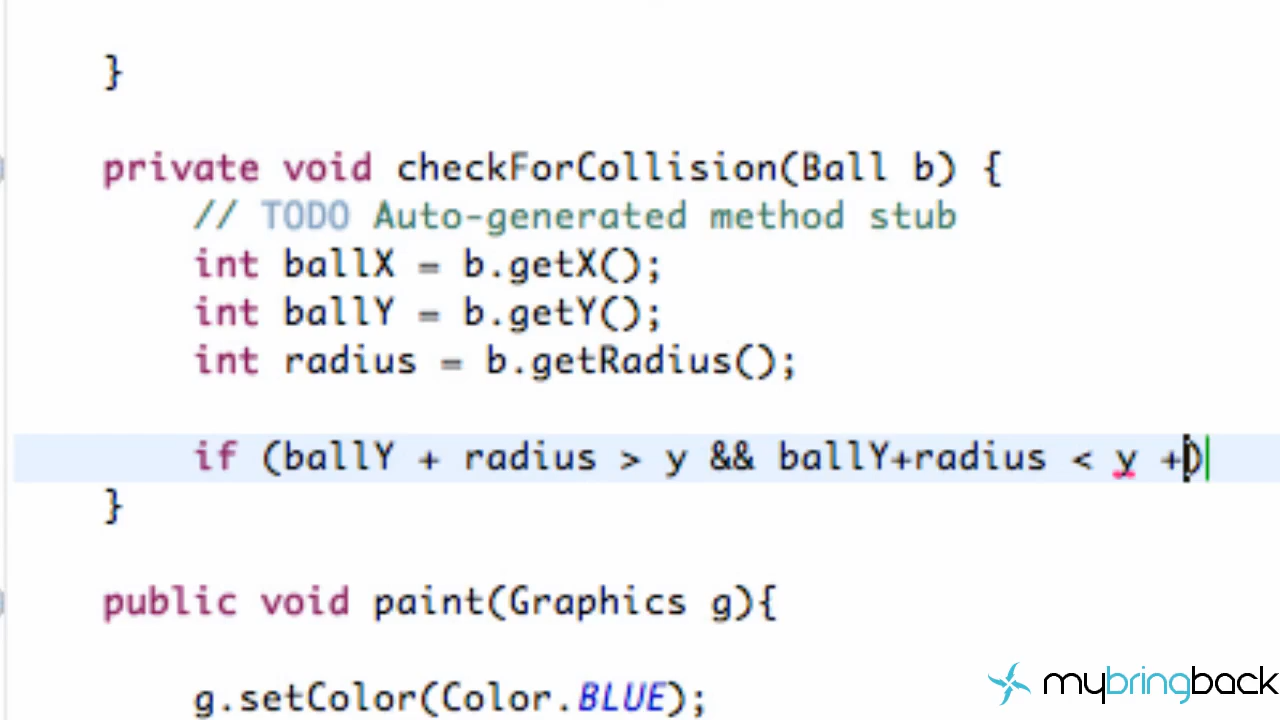 }
private void checkForCollision(Ball b) {
// TODO Auto-generated method stub
int ballX = b.getX();
int ballY = b.getY();
int radius = b.getRadius();
if (ballY + radius > y && ballY+radius < y +)
}
public void paint(Graphics g){
g.setColor(Color.BLUE);
mybringback